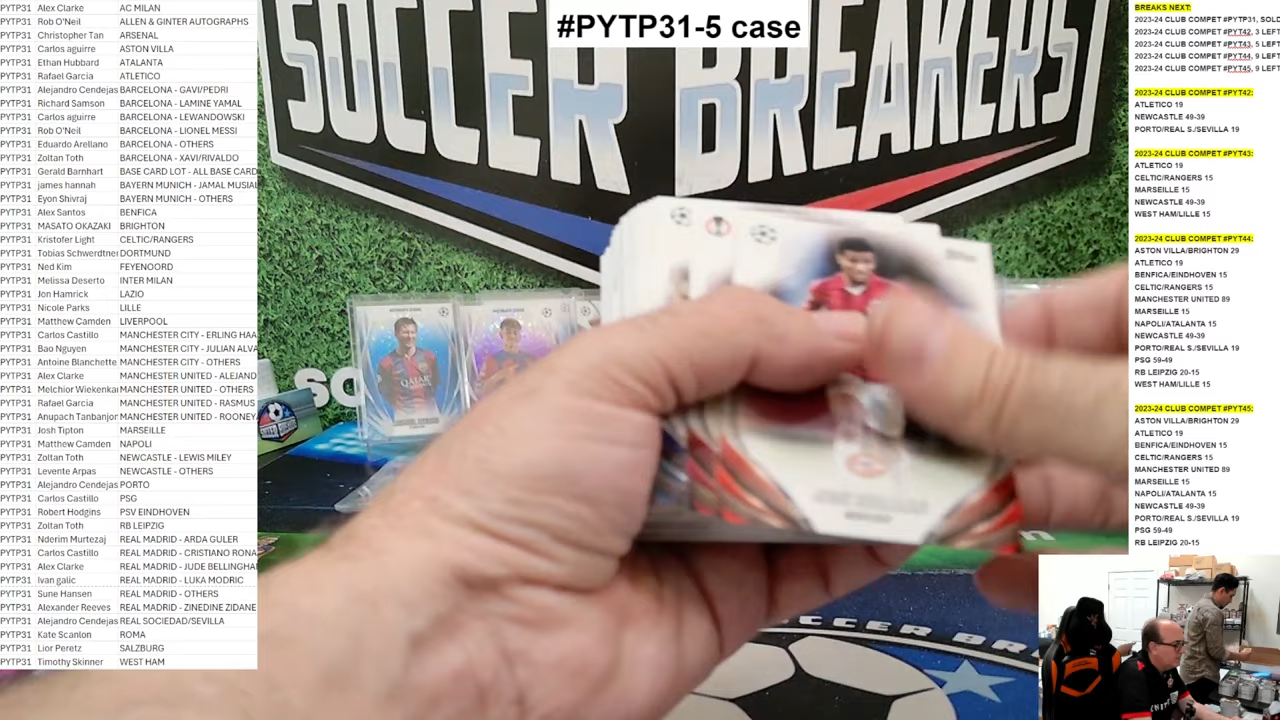 #PYTP31-5 case
SOCCER BREAKERS
PYTP31 Alex Clarke AC MILAN
PYTP31 Rob O'Neil ALLEN & GINTER AUTOGRAPHS
PYTP31 Christopher Tan ARSENAL
PYTP31 Carlos aguirre ASTON VILLA
PYTP31 Ethan Hubbard ATALANTA
PYTP31 Rafael Garcia ATLETICO
PYTP31 Alejandro Cendejas BARCELONA - GAVI/PEDRI
PYTP31 Richard Samson BARCELONA - LAMINE YAMAL
PYTP31 Carlos aguirre BARCELONA - LEWANDOWSKI
PYTP31 Rob O'Neil BARCELONA - LIONEL MESSI
PYTP31 Eduardo Arellano BARCELONA - OTHERS
PYTP31 Zoltan Toth BARCELONA - XAVI/RIVALDO
PYTP31 Gerald Barnhart BASE CARD LOT - ALL BASE CARD
PYTP31 james hannah BAYERN MUNICH - JAMAL MUSIAL
PYTP31 Eyon Shivraj BAYERN MUNICH - OTHERS
PYTP31 Alex Santos BENFICA
PYTP31 MASATO OKAZAKI BRIGHTON
PYTP31 Kristofer Light CELTIC/RANGERS
PYTP31 Tobias Schwerdtner DORTMUND
PYTP31 Ned Kim FEYENOORD
PYTP31 Melissa Deserto INTER MILAN
PYTP31 Jon Hamrick LAZIO
PYTP31 Nicole Parks LILLE
PYTP31 Matthew Camden LIVERPOOL
PYTP31 Carlos Castillo MANCHESTER CITY - ERLING HAA
PYTP31 Bao Nguyen MANCHESTER CITY - JULIAN ALVA
PYTP31 Antoine Blanchette MANCHESTER CITY - OTHERS
PYTP31 Alex Clarke MANCHESTER UNITED - ALEJAND
PYTP31 Melchior Wiekenkan MANCHESTER UNITED - OTHERS
PYTP31 Rafael Garcia MANCHESTER UNITED - RASMUS
PYTP31 Anupach Tanbanjor MANCHESTER UNITED - ROONEY
PYTP31 Josh Tipton MARSEILLE
PYTP31 Matthew Camden NAPOLI
PYTP31 Zoltan Toth NEWCASTLE - LEWIS MILEY
PYTP31 Levente Arpas NEWCASTLE - OTHERS
PYTP31 Alejandro Cendejas PORTO
PYTP31 Carlos Castillo PSG
PYTP31 Robert Hodgins PSV EINDHOVEN
PYTP31 Zoltan Toth RB LEIPZIG
PYTP31 Nderim Murtezaj REAL MADRID - ARDA GULER
PYTP31 Carlos Castillo REAL MADRID - CRISTIANO RONA
PYTP31 Alex Clarke REAL MADRID - JUDE BELLINGHA
PYTP31 Ivan galic REAL MADRID - LUKA MODRIC
PYTP31 Sune Hansen REAL MADRID - OTHERS
PYTP31 Alexander Reeves REAL MADRID - ZINEDINE ZIDANE
PYTP31 Alejandro Cendejas REAL SOCIEDAD/SEVILLA
PYTP31 Kate Scanlon ROMA
PYTP31 Lior Peretz SALZBURG
PYTP31 Timothy Skinner WEST HAM
BREAKS NEXT:
2023-24 CLUB COMPET #PYTP31, SOLD
2023-24 CLUB COMPET #PYT42, 3 LEFT
2023-24 CLUB COMPET #PYT43, 5 LEFT
2023-24 CLUB COMPET #PYT44, 9 LEFT
2023-24 CLUB COMPET #PYT45, 9 LEFT
2023-24 CLUB COMPET #PYT42:
ATLETICO 19
NEWCASTLE 49-39
PORTO/REAL S./SEVILLA 19
2023-24 CLUB COMPET #PYT43:
ATLETICO 19
CELTIC/RANGERS 15
MARSEILLE 15
NEWCASTLE 49-39
WEST HAM/LILLE 15
2023-24 CLUB COMPET #PYT44:
ASTON VILLA/BRIGHTON 29
ATLETICO 19
BENFICA/EINDHOVEN 15
CELTIC/RANGERS 15
MANCHESTER UNITED 89
MARSEILLE 15
NAPOLI/ATALANTA 15
NEWCASTLE 49-39
PORTO/REAL S./SEVILLA 19
PSG 59-49
RB LEIPZIG 20-15
WEST HAM/LILLE 15
2023-24 CLUB COMPET #PYT45:
ASTON VILLA/BRIGHTON 29
ATLETICO 19
BENFICA/EINDHOVEN 15
CELTIC/RANGERS 15
MANCHESTER UNITED 89
MARSEILLE 15
NAPOLI/ATALANTA 15
NEWCASTLE 49-39
PORTO/REAL S./SEVILLA 19
PSG 59-49
RB LEIPZIG 20-15